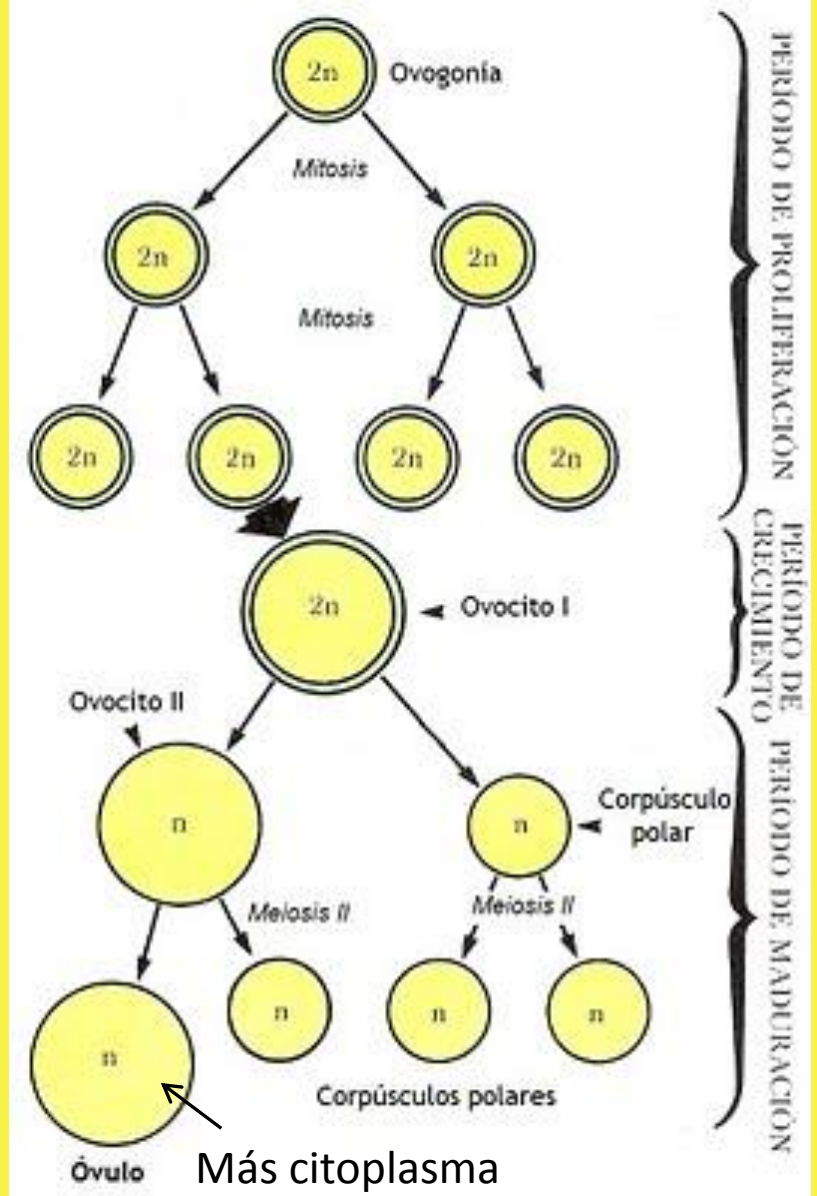 2n
Ovogonía
Mitosis
2n
2n
Mitosis
2n
2n
2n
2n
PERÍODO DE PROLIFERACIÓN
2n
Ovocito I
PERÍODO DE
CRECIMIENTO
Ovocito II
n
n
Corpúsculo
polar
Meiosis II
Meiosis II
n
n
n
n
Corpúsculos polares
Óvulo
Más citoplasma
PERÍODO DE MADURACIÓN